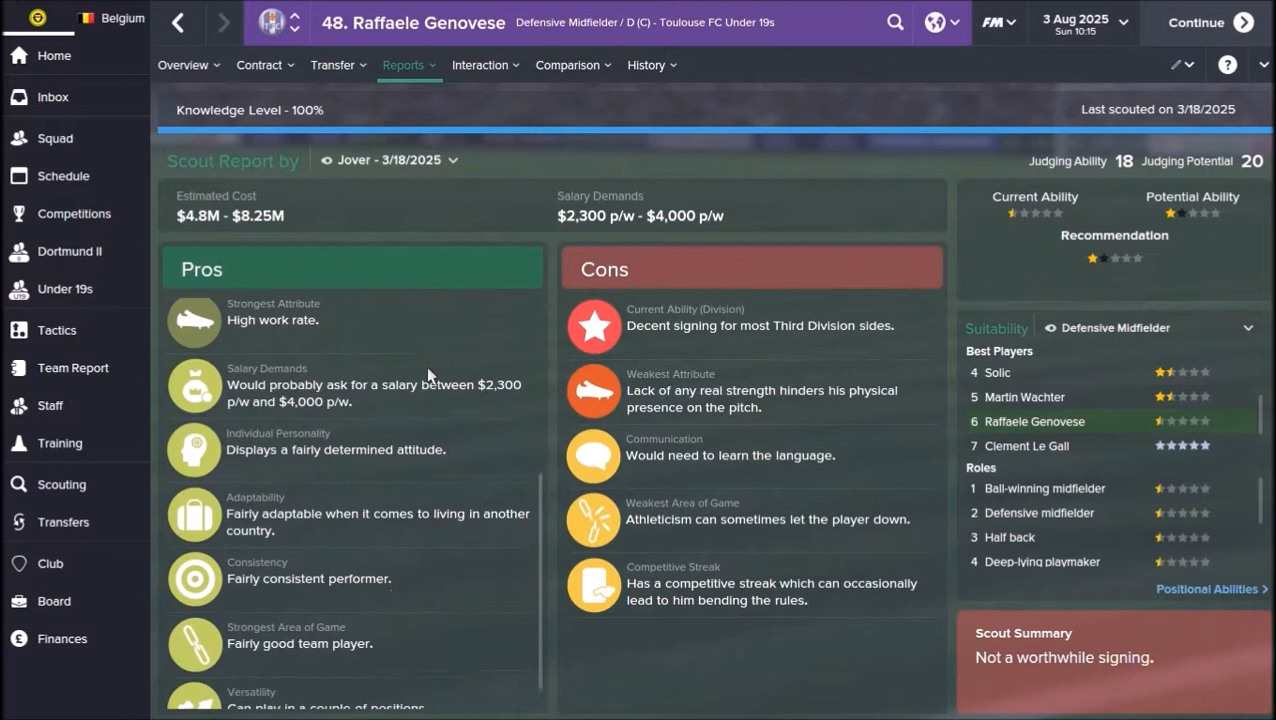 Belgium
48. Raffaele Genovese
Defensive Midfielder / D (C) - Toulouse FC Under 19s
FM
3 Aug 2025
Sun 10:15
Continue
Home
Inbox
Squad
Schedule
Competitions
Dortmund II
Under 19s
Tactics
Team Report
Staff
Training
Scouting
Transfers
Club
Board
Finances
Overview
Contract
Transfer
Reports
Interaction
Comparison
History
?
Knowledge Level - 100%
Last scouted on 3/18/2025
Scout Report by
Jover - 3/18/2025
Judging Ability 18 Judging Potential 20
Estimated Cost
$4.8M - $8.25M
Salary Demands
$2,300 p/w - $4,000 p/w
Pros
Strongest Attribute
High work rate.
Salary Demands
Would probably ask for a salary between $2,300
p/w and $4,000 p/w.
Individual Personality
Displays a fairly determined attitude.
Adaptability
Fairly adaptable when it comes to living in another
country.
Consistency
Fairly consistent performer.
Strongest Area of Game
Fairly good team player.
Versatility
Can play in a couple of positions.
Cons
Current Ability (Division)
Decent signing for most Third Division sides.
Weakest Attribute
Lack of any real strength hinders his physical
presence on the pitch.
Communication
Would need to learn the language.
Weakest Area of Game
Athleticism can sometimes let the player down.
Competitive Streak
Has a competitive streak which can occasionally
lead to him bending the rules.
Current Ability
Potential Ability
Recommendation
Suitability
Defensive Midfielder
Best Players
4 Solic
5 Martin Wachter
6 Raffaele Genovese
7 Clement Le Gall
Roles
1 Ball-winning midfielder
2 Defensive midfielder
3 Half back
4 Deep-lying playmaker
Positional Abilities >
Scout Summary
Not a worthwhile signing.